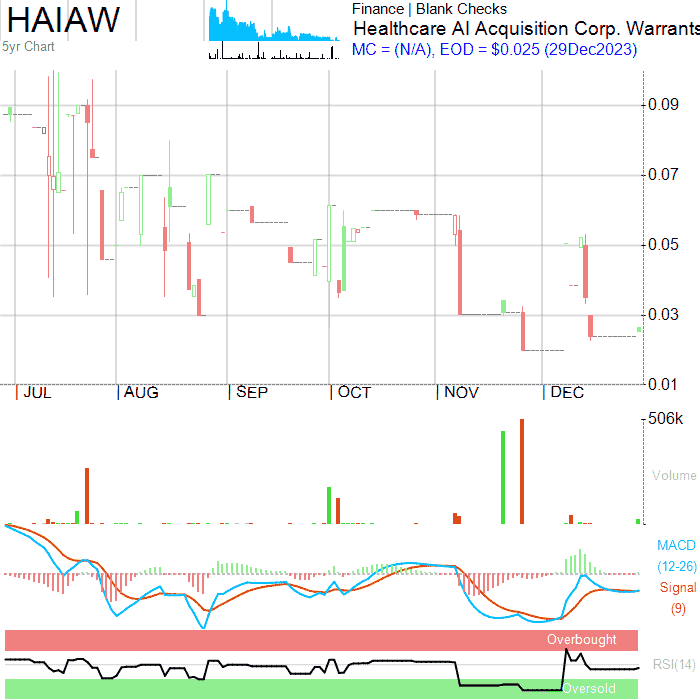 HAIAW
5yr Chart
Finance | Blank Checks
Healthcare AI Acquisition Corp. Warrants
MC = (N/A), EOD = $0.025 (29Dec2023)
0.09
0.07
0.05
0.03
0.01
JUL
AUG
SEP
OCT
NOV
DEC
506k
Volume
MACD
(12-26)
Signal
(9)
Overbought
RSI(14)
Oversold